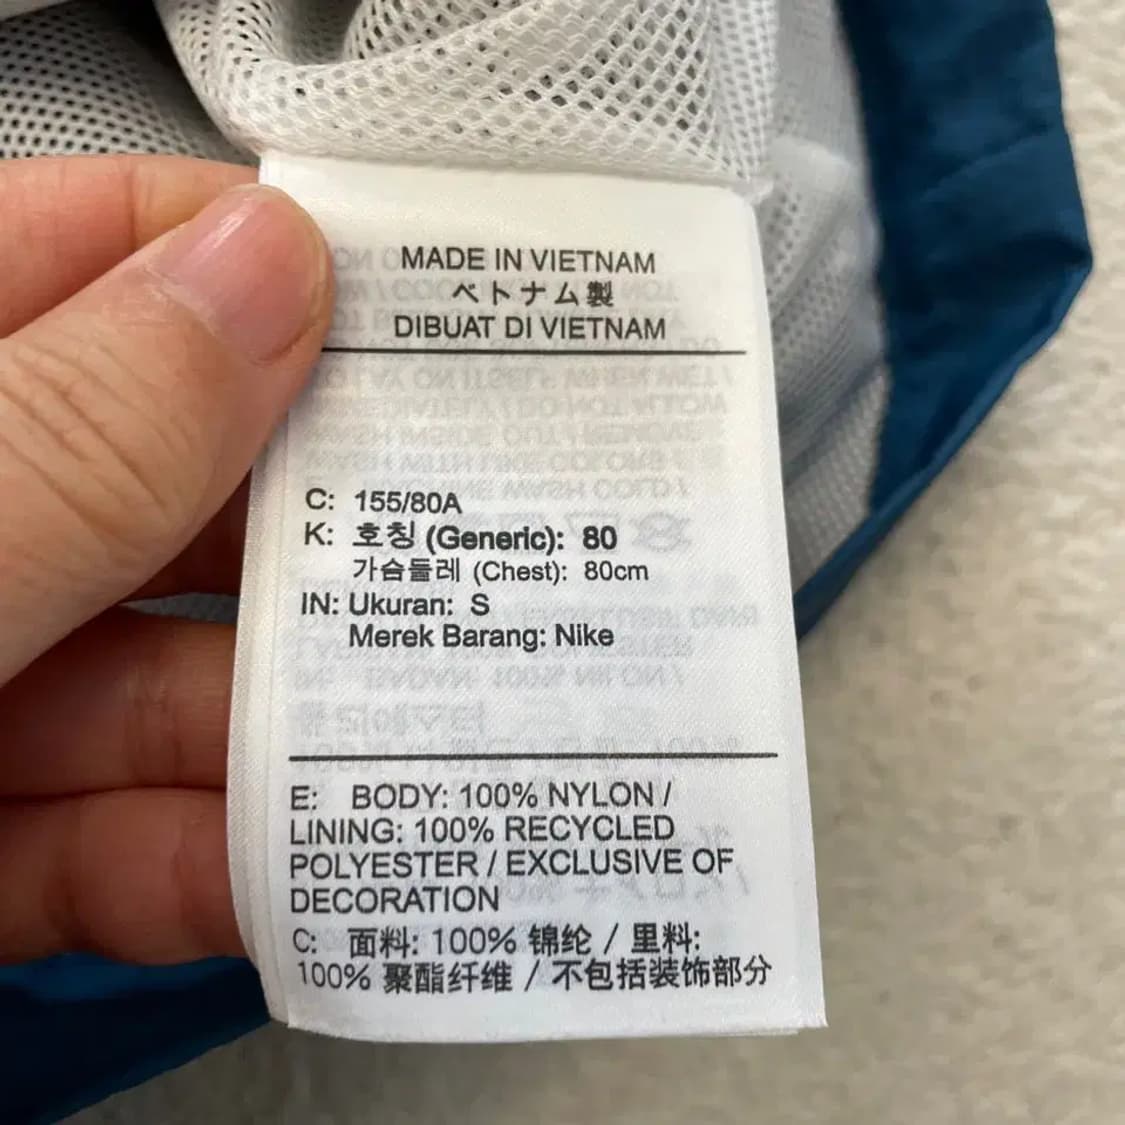 MADE IN VIETNAM
ベトナム製
DIBUAT DI VIETNAM
C: 155/80A
K: 호칭 (Generic): 80
가슴둘레 (Chest): 80cm
IN: Ukuran: S
Merek Barang: Nike
E: BODY: 100% NYLON /
LINING: 100% RECYCLED
POLYESTER / EXCLUSIVE OF
DECORATION
C: 面料: 100% 锦纶 / 里料:
100% 聚酯纤维 / 不包括装饰部分